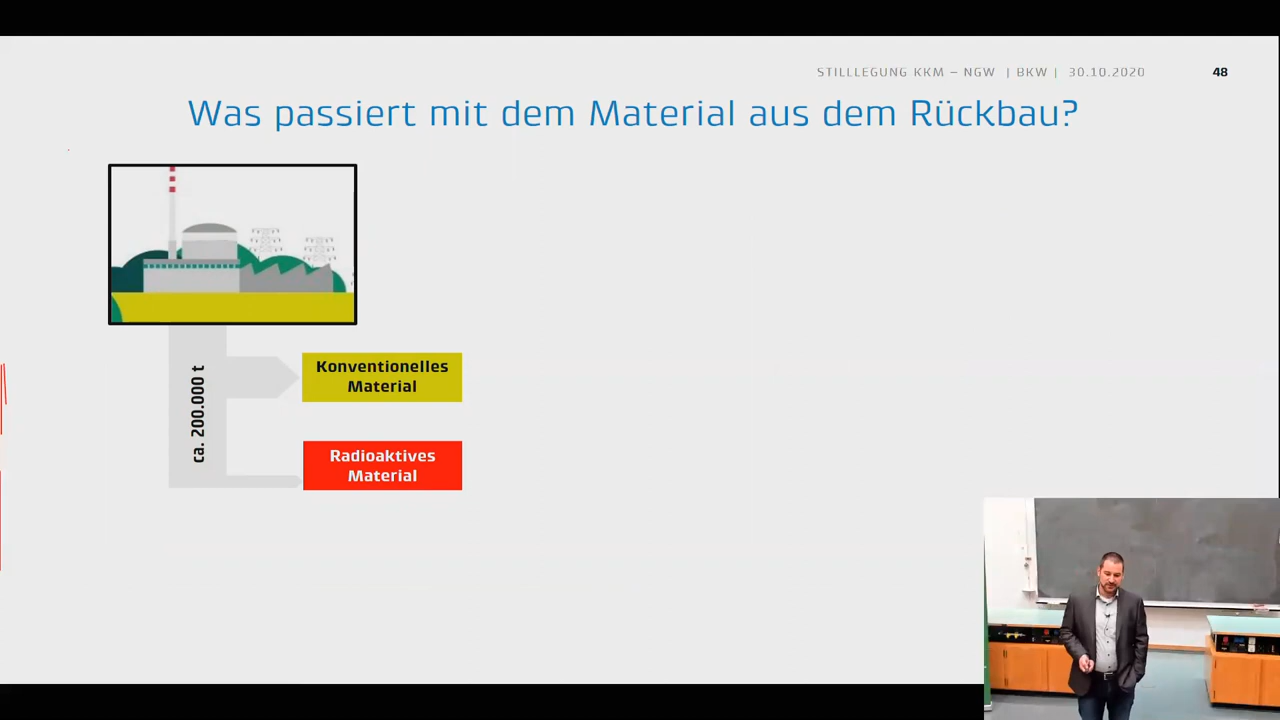 STILLLEGUNG KKM – NGW | BKW | 30.10.2020 48
Was passiert mit dem Material aus dem Rückbau?
ca. 200.000 t
Konventionelles
Material
Radioaktives
Material